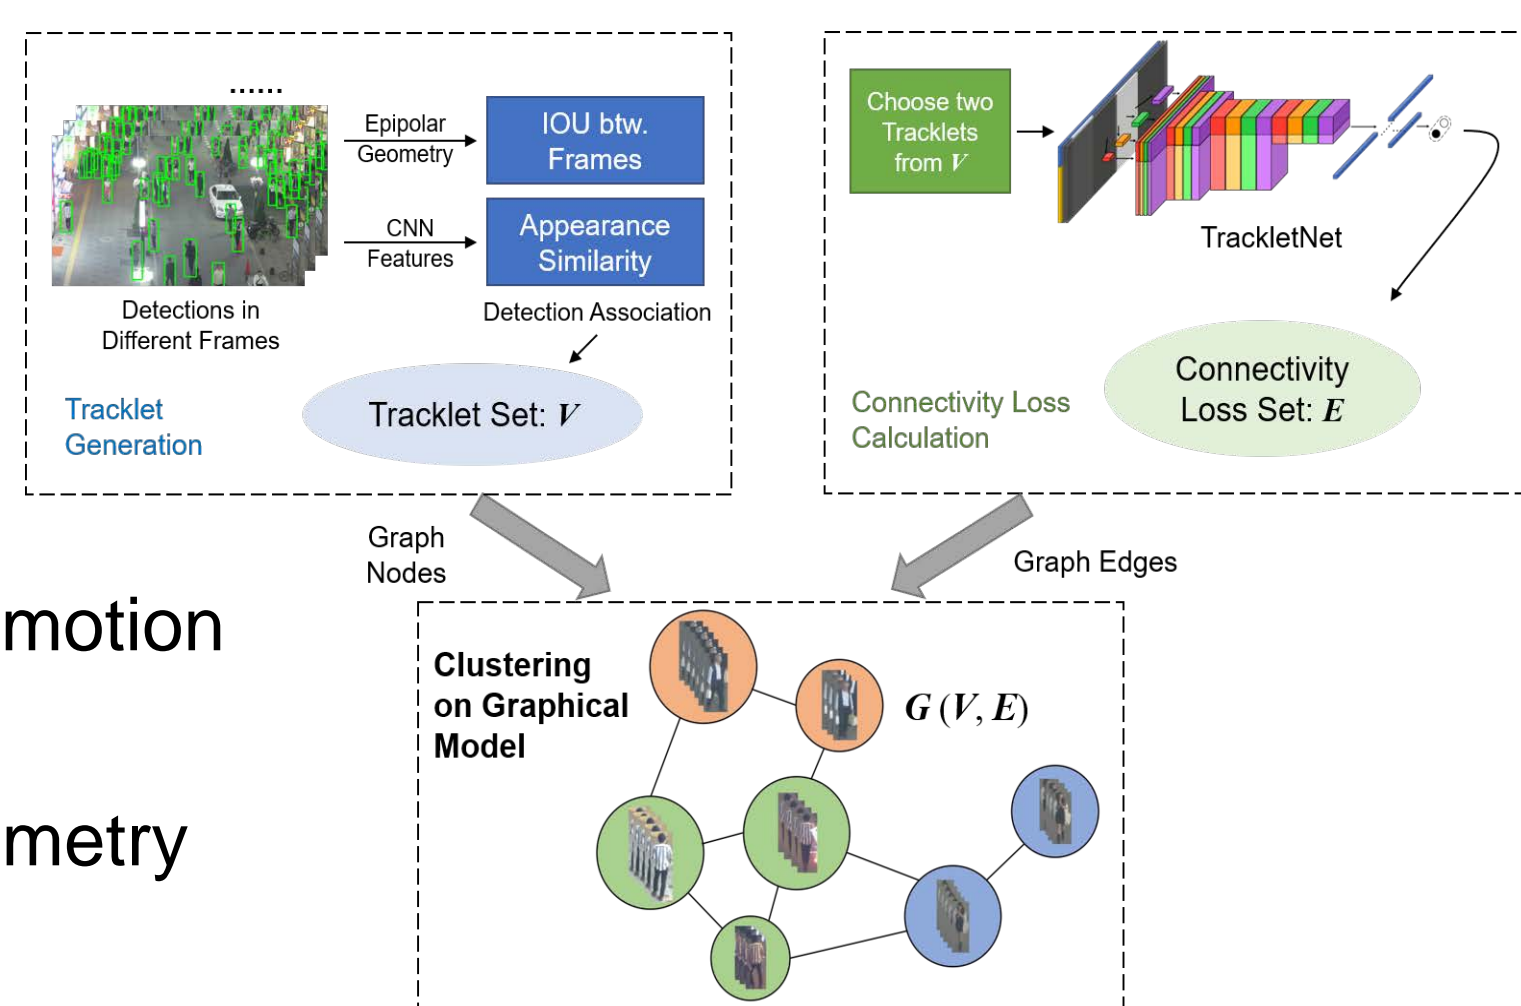 ......
Epipolar
Geometry
IOU btw.
Frames
CNN
Features
Appearance
Similarity
Detections in
Different Frames
Detection Association
Tracklet
Generation
Tracklet Set: V
Choose two
Tracklets
from V
TrackletNet
Connectivity Loss
Calculation
Connectivity
Loss Set: E
Graph
Nodes
Graph Edges
motion
metry
Clustering
on Graphical
Model
G (V, E)